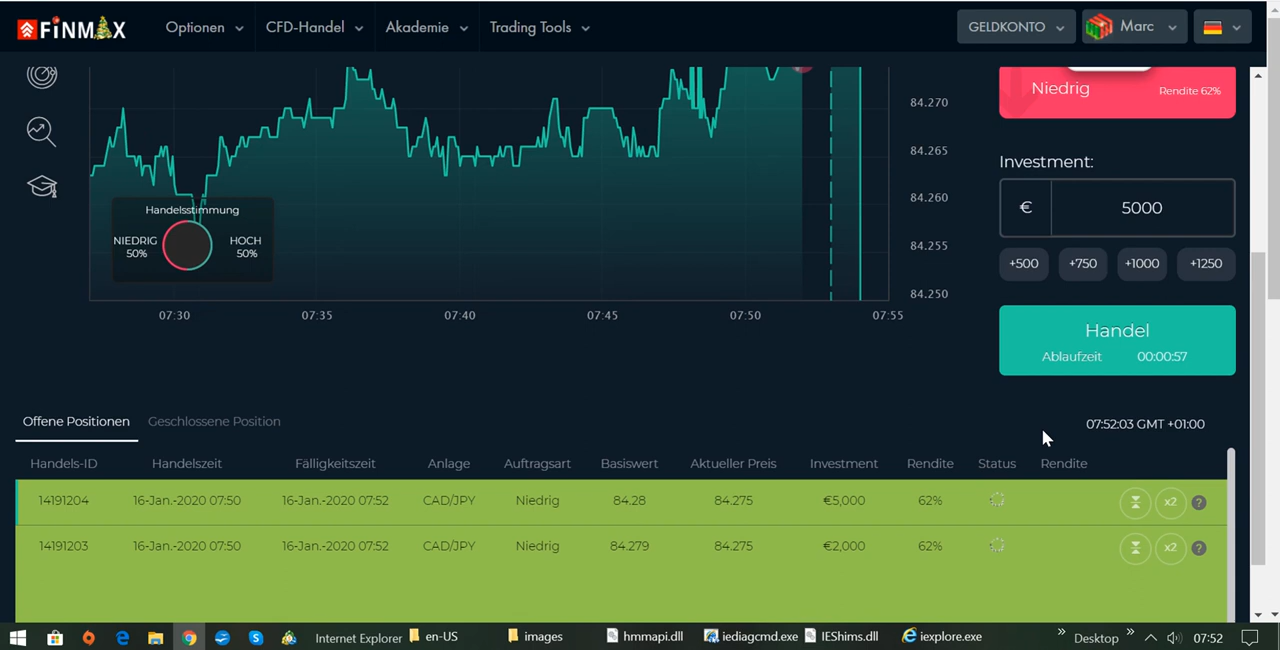 FiNMAX Optionen CFD-Handel Akademie Trading Tools GELDKONTO Marc
Niedrig Rendite 62%
84.270
84.265
84.260
84.255
84.250
Handelsstimmung
NIEDRIG 50% HOCH 50%
07:30 07:35 07:40 07:45 07:50 07:55
Investment:
€ 5000
+500 +750 +1000 +1250
Handel
Ablaufzeit 00:00:57
Offene Positionen Geschlossene Position 07:52:03 GMT +01:00
Handels-ID Handelszeit Fälligkeitszeit Anlage Auftragsart Basiswert Aktueller Preis Investment Rendite Status Rendite
14191204 16-Jan.-2020 07:50 16-Jan.-2020 07:52 CAD/JPY Niedrig 84.28 84.275 €5,000 62% x2 ?
14191203 16-Jan.-2020 07:50 16-Jan.-2020 07:52 CAD/JPY Niedrig 84.279 84.275 €2,000 62% x2 ?
Internet Explorer en-US images hmmapi.dll iediagcmd.exe IEShims.dll iexplore.exe » Desktop » 07:52